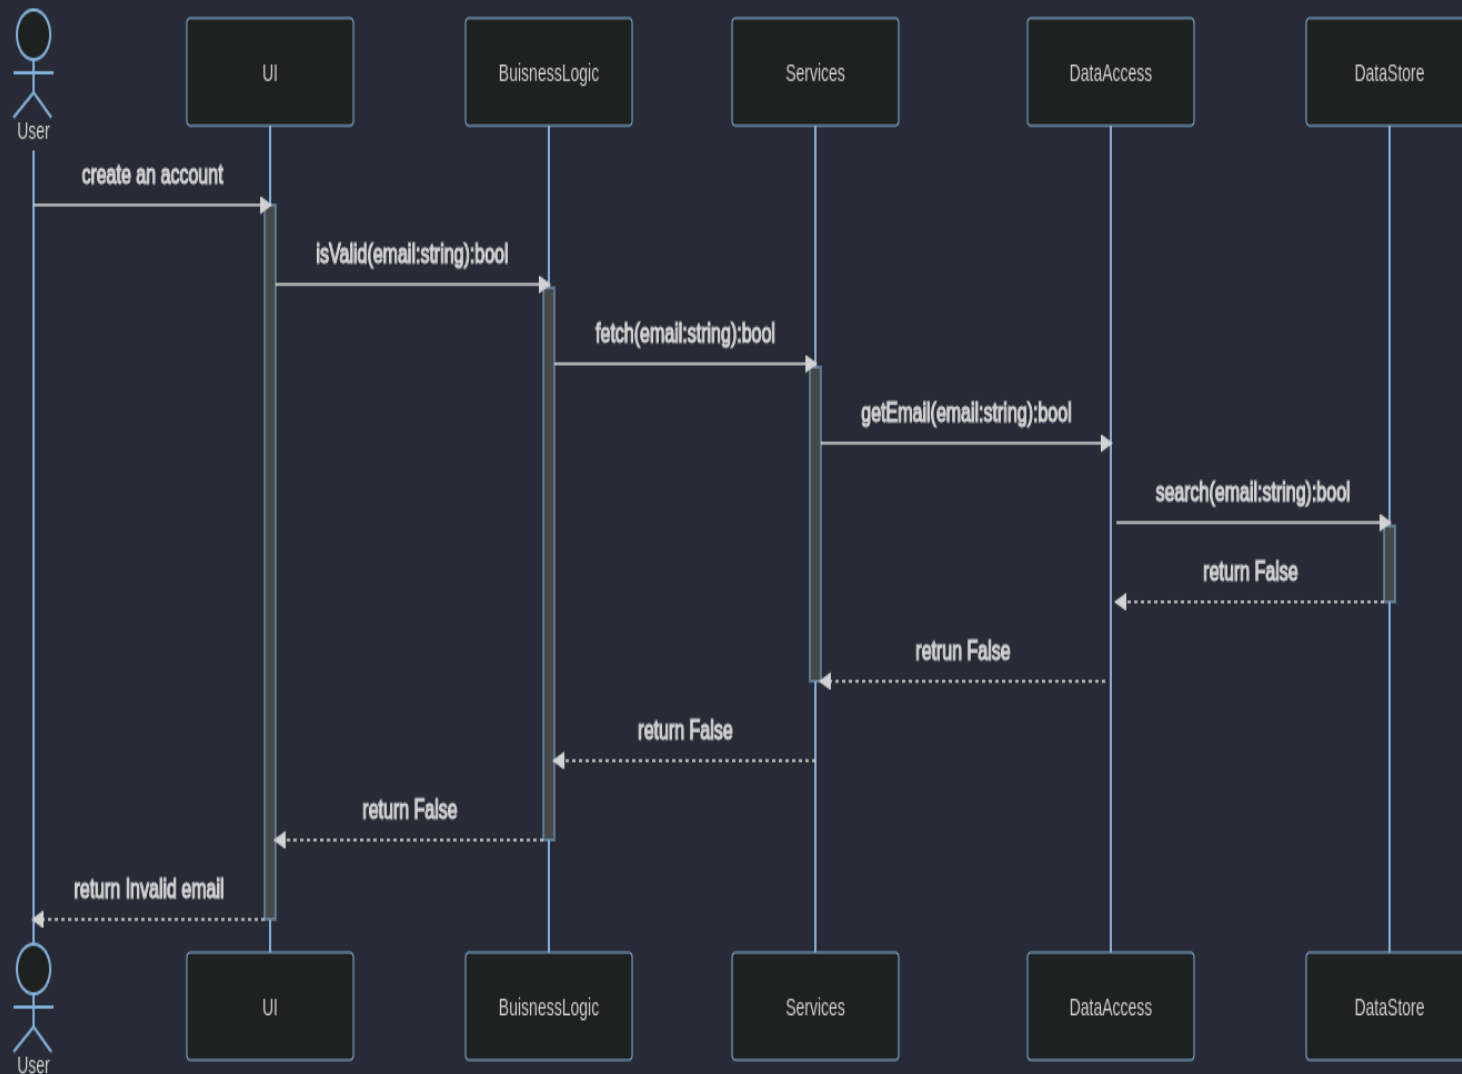 User
UI
BuisnessLogic
Services
DataAccess
DataStore
create an account
isValid(email:string):bool
fetch(email:string):bool
getEmail(email:string):bool
search(email:string):bool
return False
retrun False
return False
return False
return Invalid email
User
UI
BuisnessLogic
Services
DataAccess
DataStore